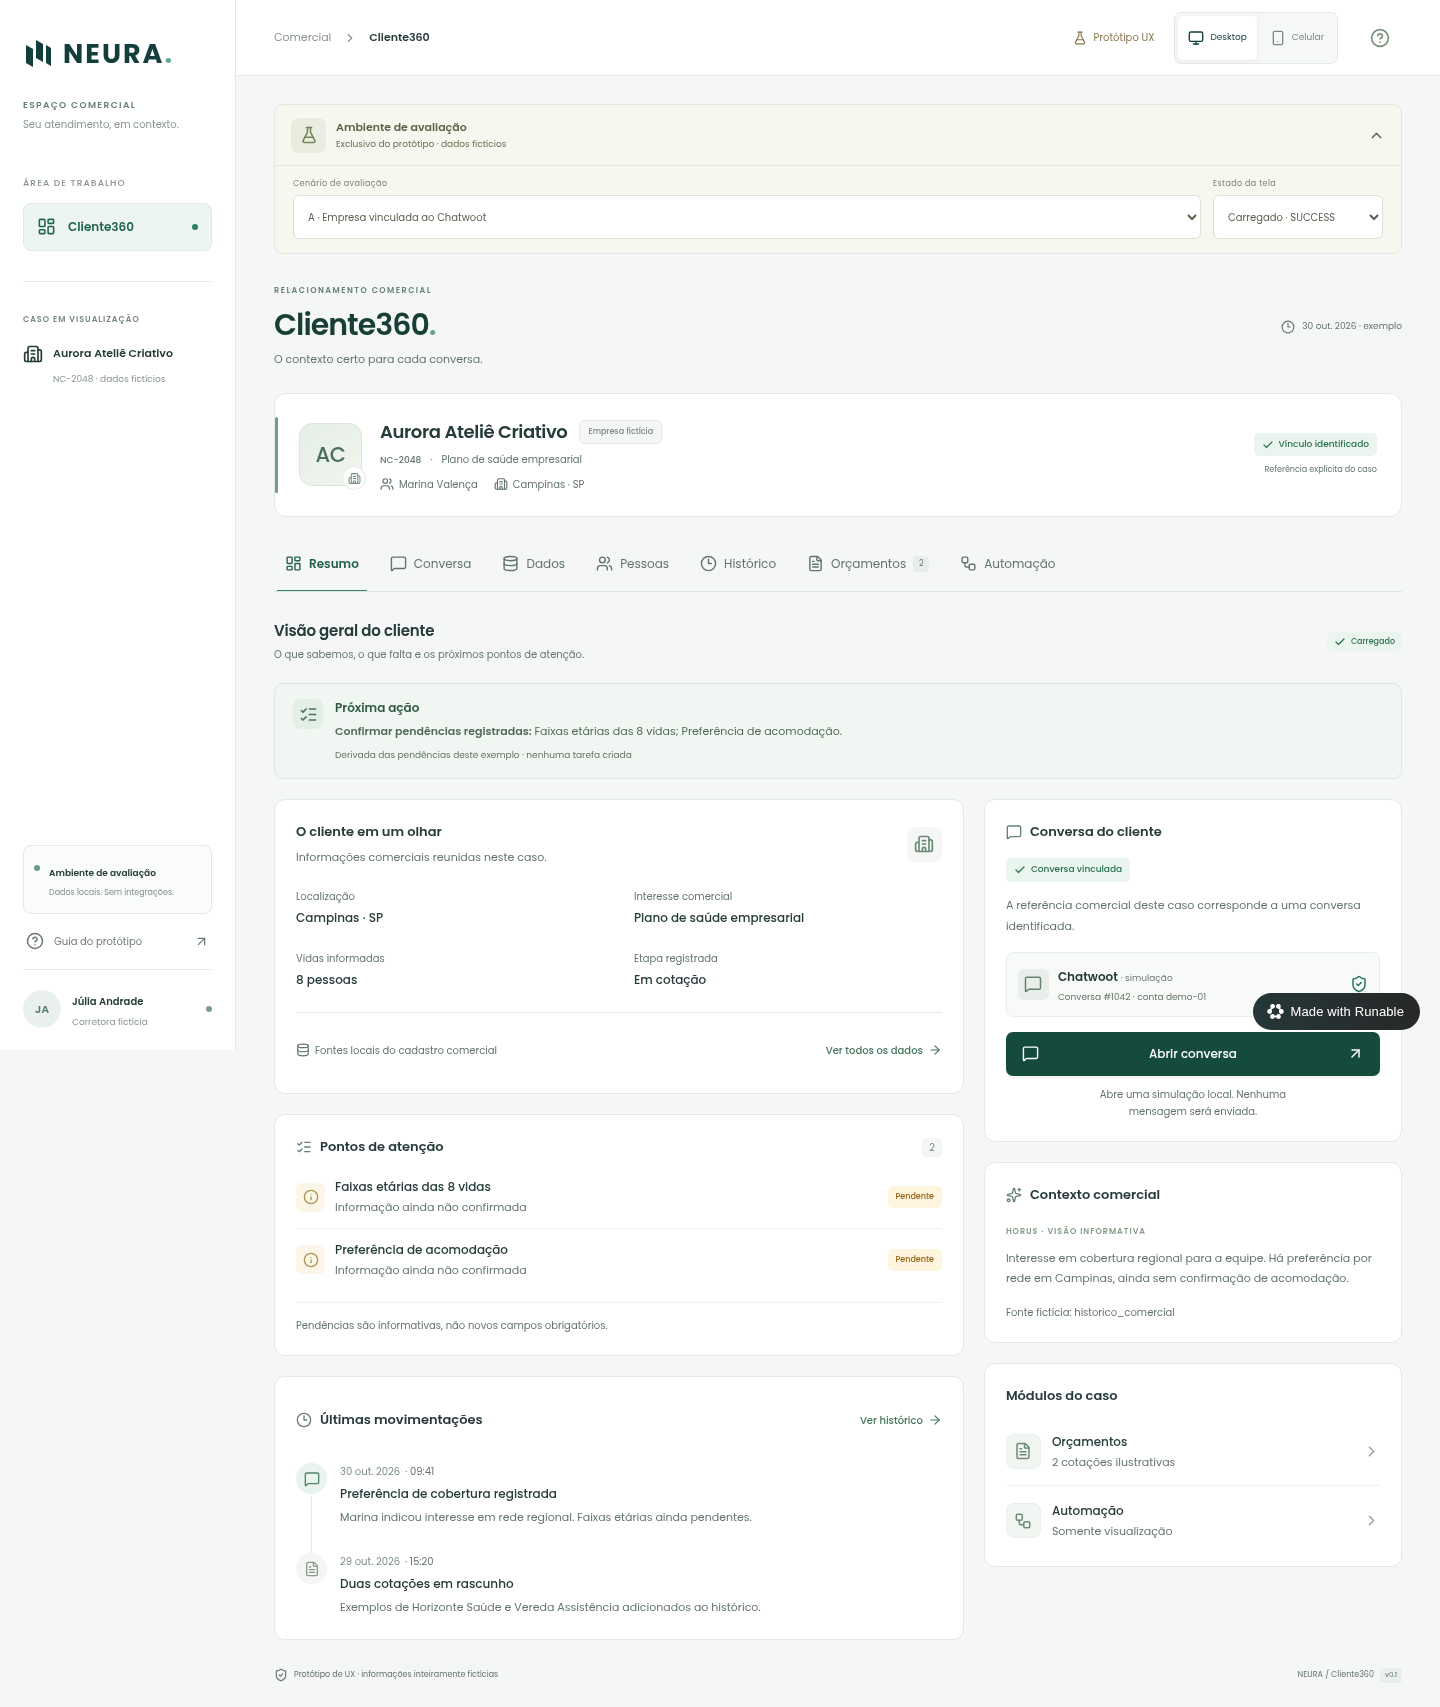 NEURA.
ESPAÇO COMERCIAL
Seu atendimento, em contexto.
ÁREA DE TRABALHO
Cliente360
CASO EM VISUALIZAÇÃO
Aurora Ateliê Criativo
NC-2048 · dados fictícios
Ambiente de avaliação
Dados locais. Sem integrações.
Guia do protótipo
JA
Júlia Andrade
Corretora fictícia
Comercial
Cliente360
Protótipo UX
Desktop
Celular
Ambiente de avaliação
Exclusivo do protótipo · dados fictícios
Cenário de avaliação
A · Empresa vinculada ao Chatwoot
Estado da tela
Carregado · SUCCESS
RELACIONAMENTO COMERCIAL
Cliente360.
O contexto certo para cada conversa.
30 out. 2026 · exemplo
AC
Aurora Ateliê Criativo
Empresa fictícia
NC-2048 · Plano de saúde empresarial
Marina Valença
Campinas · SP
Vínculo identificado
Referência explícita do caso
Resumo
Conversa
Dados
Pessoas
Histórico
Orçamentos 2
Automação
Visão geral do cliente
O que sabemos, o que falta e os próximos pontos de atenção.
Carregado
Próxima ação
Confirmar pendências registradas: Faixas etárias das 8 vidas; Preferência de acomodação.
Derivada das pendências deste exemplo · nenhuma tarefa criada
O cliente em um olhar
Informações comerciais reunidas neste caso.
Localização
Campinas · SP
Interesse comercial
Plano de saúde empresarial
Vidas informadas
8 pessoas
Etapa registrada
Em cotação
Fontes locais do cadastro comercial
Ver todos os dados
Pontos de atenção
2
Faixas etárias das 8 vidas
Informação ainda não confirmada
Pendente
Preferência de acomodação
Informação ainda não confirmada
Pendente
Pendências são informativas, não novos campos obrigatórios.
Últimas movimentações
Ver histórico
30 out. 2026 · 09:41
Preferência de cobertura registrada
Marina indicou interesse em rede regional. Faixas etárias ainda pendentes.
29 out. 2026 · 15:20
Duas cotações em rascunho
Exemplos de Horizonte Saúde e Vereda Assistência adicionados ao histórico.
Conversa do cliente
Conversa vinculada
A referência comercial deste caso corresponde a uma conversa
identificada.
Chatwoot · simulação
Conversa #1042 · conta demo-01
Made with Runable
Abrir conversa
Abre uma simulação local. Nenhuma
mensagem será enviada.
Contexto comercial
HORUS · VISÃO INFORMATIVA
Interesse em cobertura regional para a equipe. Há preferência por
rede em Campinas, ainda sem confirmação de acomodação.
Fonte fictícia: historico_comercial
Módulos do caso
Orçamentos
2 cotações ilustrativas
Automação
Somente visualização
Protótipo de UX · informações inteiramente fictícias
NEURA / Cliente360 v0.1